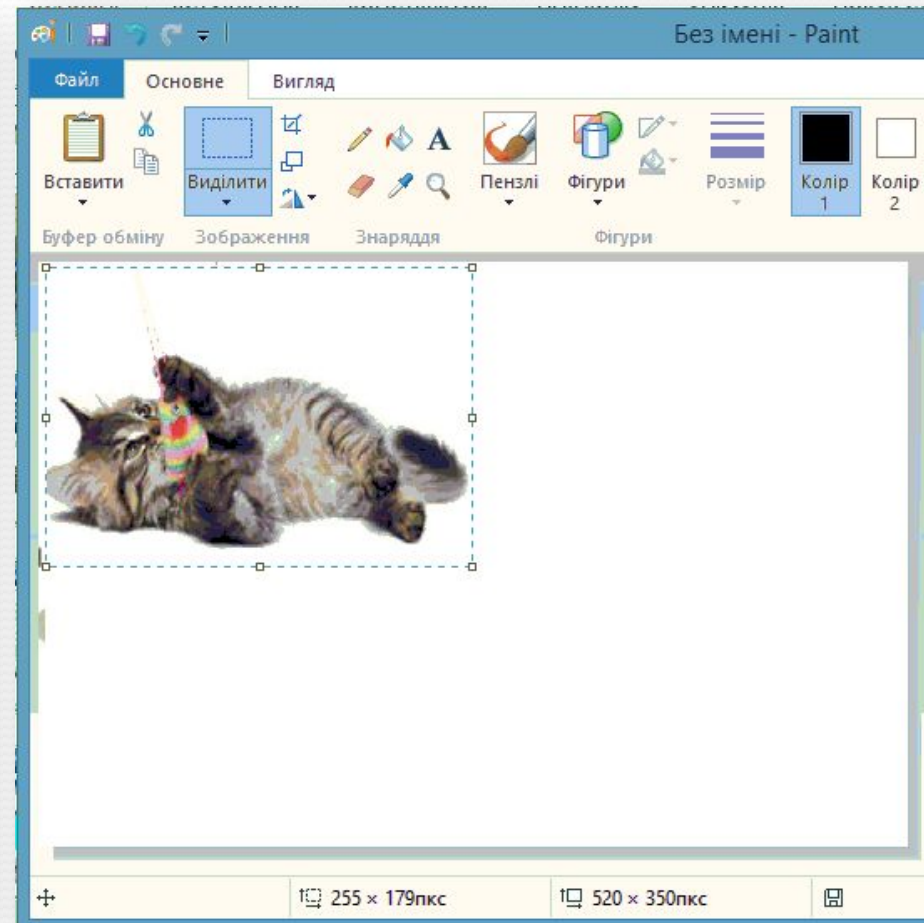 Без імені - Paint
Файл Основне Вигляд
Вставити Виділити A Пензлі Фігури Розмір Колір 1 Колір 2
Буфер обміну Зображення Знаряддя Фігури
255 × 179пкс 520 × 350пкс